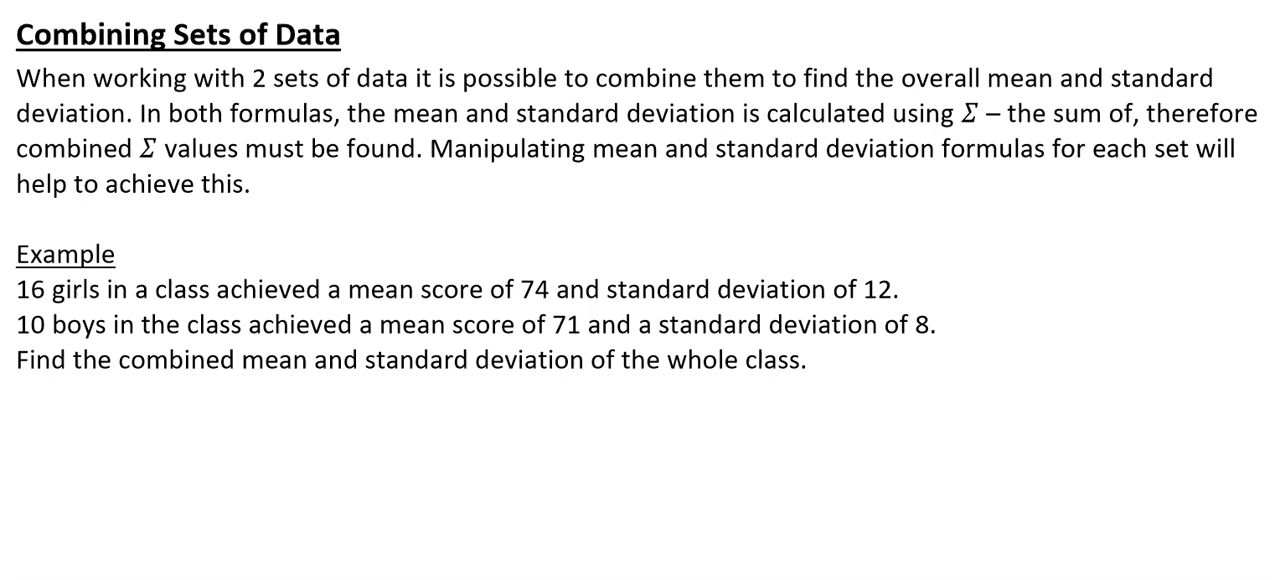 Combining Sets of Data
When working with 2 sets of data it is possible to combine them to find the overall mean and standard
deviation. In both formulas, the mean and standard deviation is calculated using Σ – the sum of, therefore
combined Σ values must be found. Manipulating mean and standard deviation formulas for each set will
help to achieve this.
Example
16 girls in a class achieved a mean score of 74 and standard deviation of 12.
10 boys in the class achieved a mean score of 71 and a standard deviation of 8.
Find the combined mean and standard deviation of the whole class.